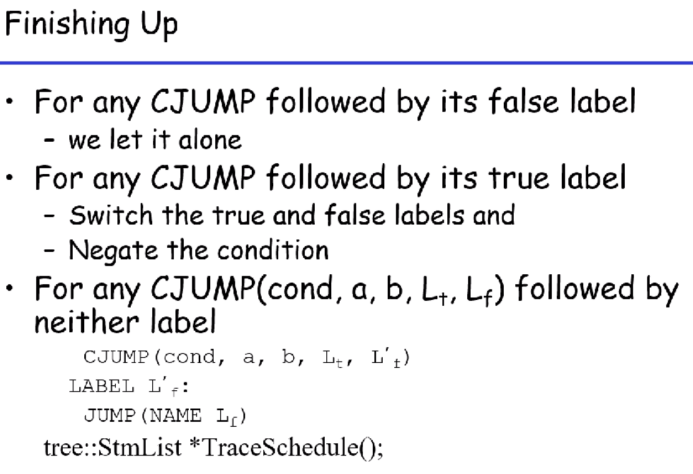 Finishing Up
• For any CJUMP followed by its false label
– we let it alone
• For any CJUMP followed by its true label
– Switch the true and false labels and
– Negate the condition
• For any CJUMP(cond, a, b, Lt, Lf) followed by
neither label
CJUMP(cond, a, b, Lt, L′t)
LABEL L′f:
JUMP(NAME Lf)
tree::StmList *TraceSchedule();